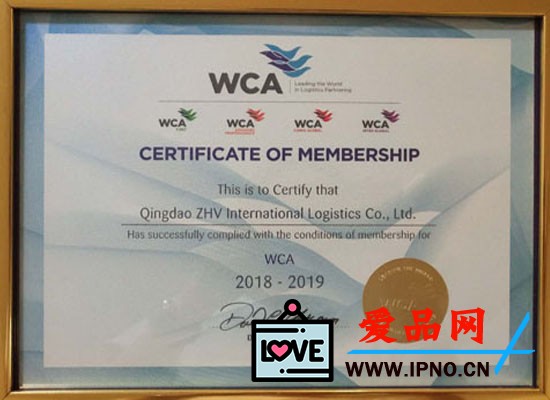 WCA
Leading the World
in Logistics Partnering
WCA WCA WCA WCA
CERTIFICATE OF MEMBERSHIP
This is to Certify that
Qingdao ZHV International Logistics Co., Ltd.
Has successfully complied with the conditions of membership for
WCA
2018 - 2019
WCA
LOVE
爱品网
WWW.IPNO.CN